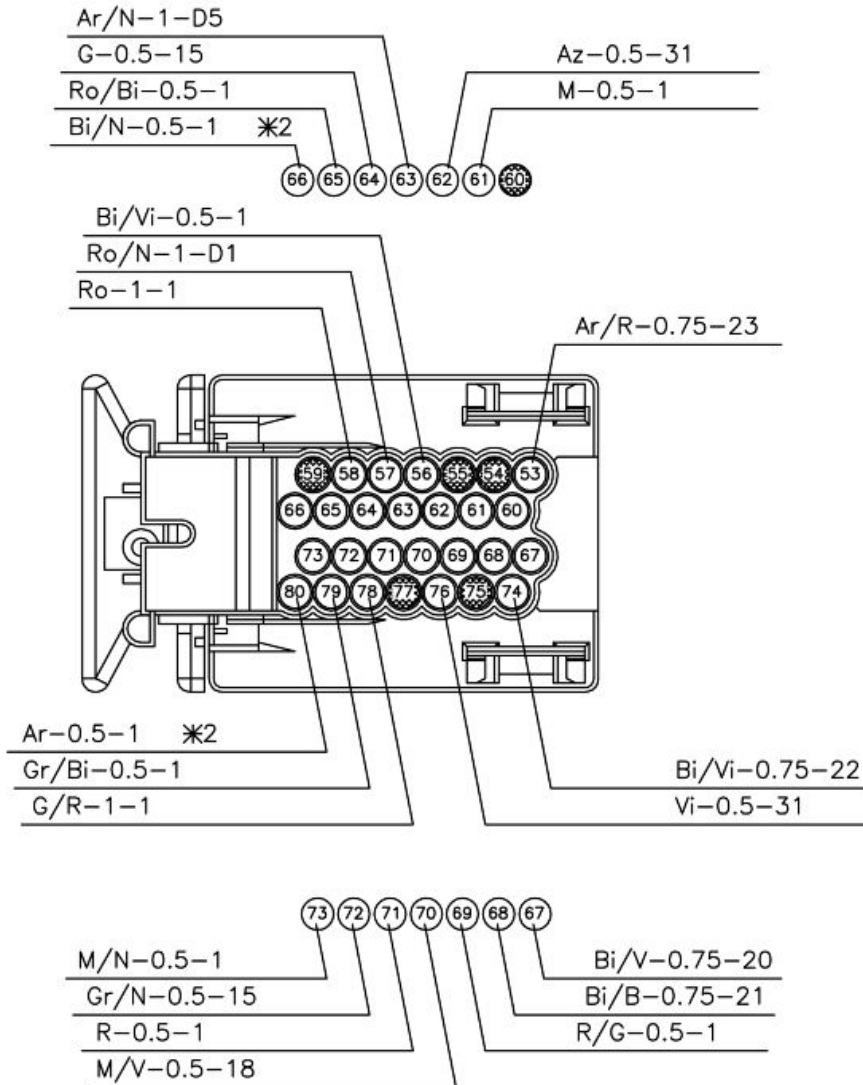 Ar/N-1-D5
G-0.5-15
Az-0.5-31
Ro/Bi-0.5-1
M-0.5-1
Bi/N-0.5-1 ✳2
66 65 64 63 62 61 60
Bi/Vi-0.5-1
Ro/N-1-D1
Ro-1-1
Ar/R-0.75-23
59 58 57 56 55 54 53
66 65 64 63 62 61 60
73 72 71 70 69 68 67
80 79 78 77 76 75 74
Ar-0.5-1 ✳2
Gr/Bi-0.5-1
Bi/Vi-0.75-22
G/R-1-1
Vi-0.5-31
73 72 71 70 69 68 67
M/N-0.5-1
Bi/V-0.75-20
Gr/N-0.5-15
Bi/B-0.75-21
R-0.5-1
R/G-0.5-1
M/V-0.5-18